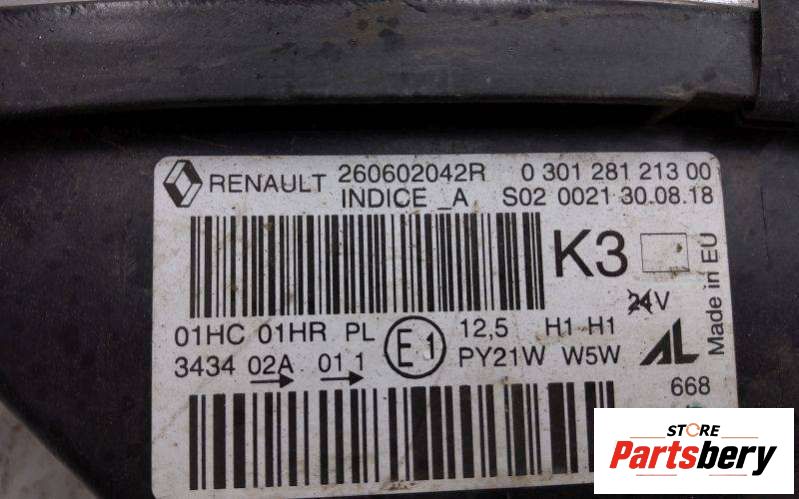 RENAULT 260602042R 0 301 281 213 00
INDICE _A S02 0021 30.08.18
K3
24V
Made in EU
01HC 01HR PL E1 12,5 H1 H1
3434 02A 01 1 PY21W W5W AL
668
STORE
Partsbery